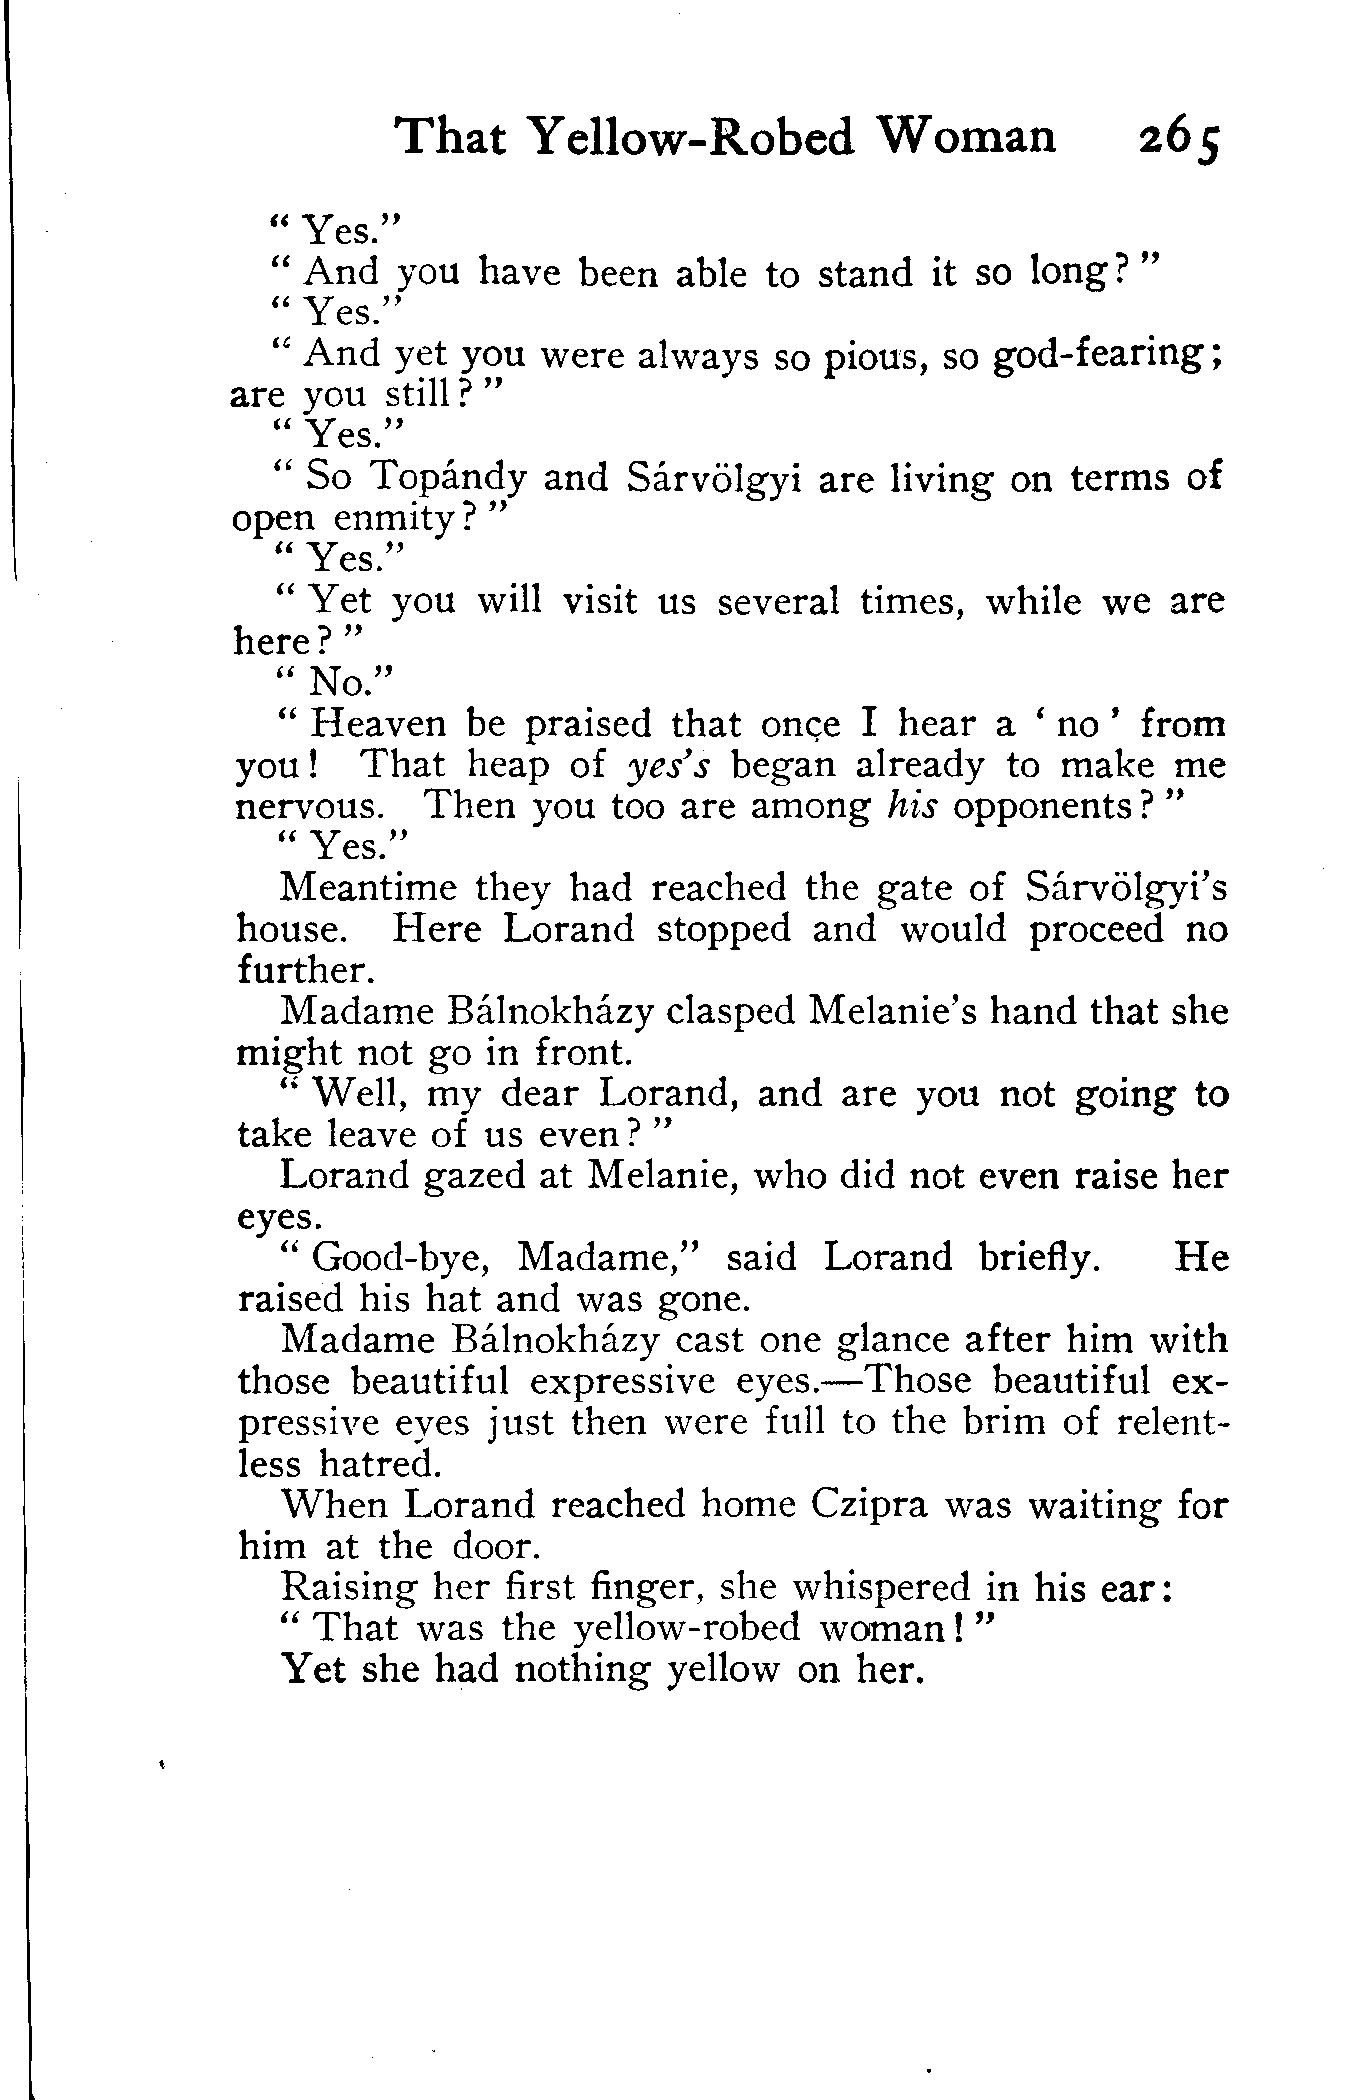 That Yellow-Robed Woman 265
“ Yes.”
“ And you have been able to stand it so long? ”
“ Yes.”
“ And yet you were always so pious, so god-fearing;
are you still? ”
“ Yes.”
“ So Topándy and Sárvölgyi are living on terms of
open enmity? ”
“ Yes.”
“ Yet you will visit us several times, while we are
here? ”
“ No.”
“ Heaven be praised that once I hear a ‘ no ’ from
you! That heap of yes’s began already to make me
nervous. Then you too are among his opponents? ”
“ Yes.”
Meantime they had reached the gate of Sárvölgyi’s
house. Here Lorand stopped and would proceed no
further.
Madame Bálnokházy clasped Melanie’s hand that she
might not go in front.
“ Well, my dear Lorand, and are you not going to
take leave of us even? ”
Lorand gazed at Melanie, who did not even raise her
eyes.
“ Good-bye, Madame,” said Lorand briefly. He
raised his hat and was gone.
Madame Bálnokházy cast one glance after him with
those beautiful expressive eyes.—Those beautiful ex-
pressive eyes just then were full to the brim of relent-
less hatred.
When Lorand reached home Czipra was waiting for
him at the door.
Raising her first finger, she whispered in his ear:
“ That was the yellow-robed woman! ”
Yet she had nothing yellow on her.